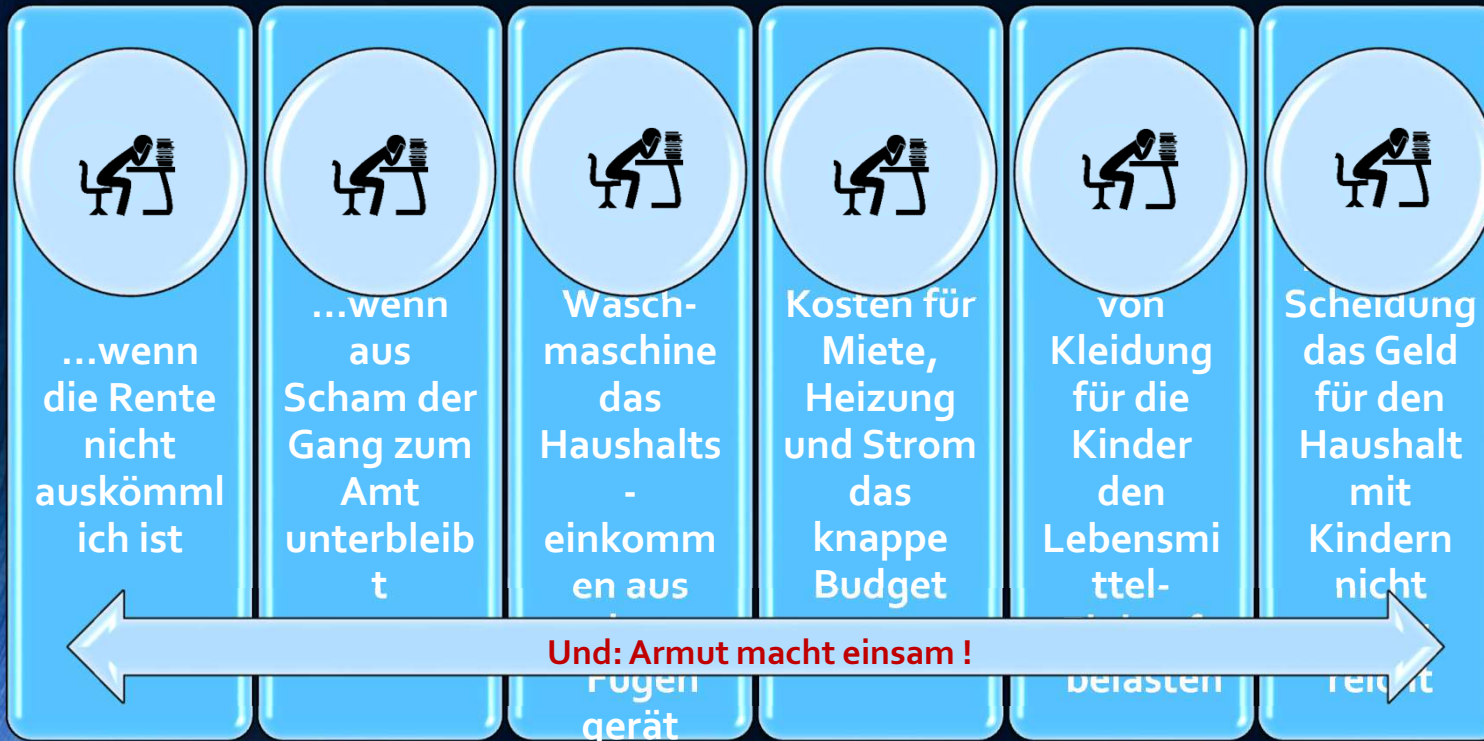 ...wenn
die Rente
nicht
auskömml
ich ist
...wenn
aus
Scham der
Gang zum
Amt
unterbleib
t
Wasch-
maschine
das
Haushalts
-
einkomm
en aus
Fugen
gerät
Kosten für
Miete,
Heizung
und Strom
das
knappe
Budget
von
Kleidung
für die
Kinder
den
Lebensmi
ttel-
belasten
Scheidung
das Geld
für den
Haushalt
mit
Kindern
nicht
reicht
Und: Armut macht einsam !